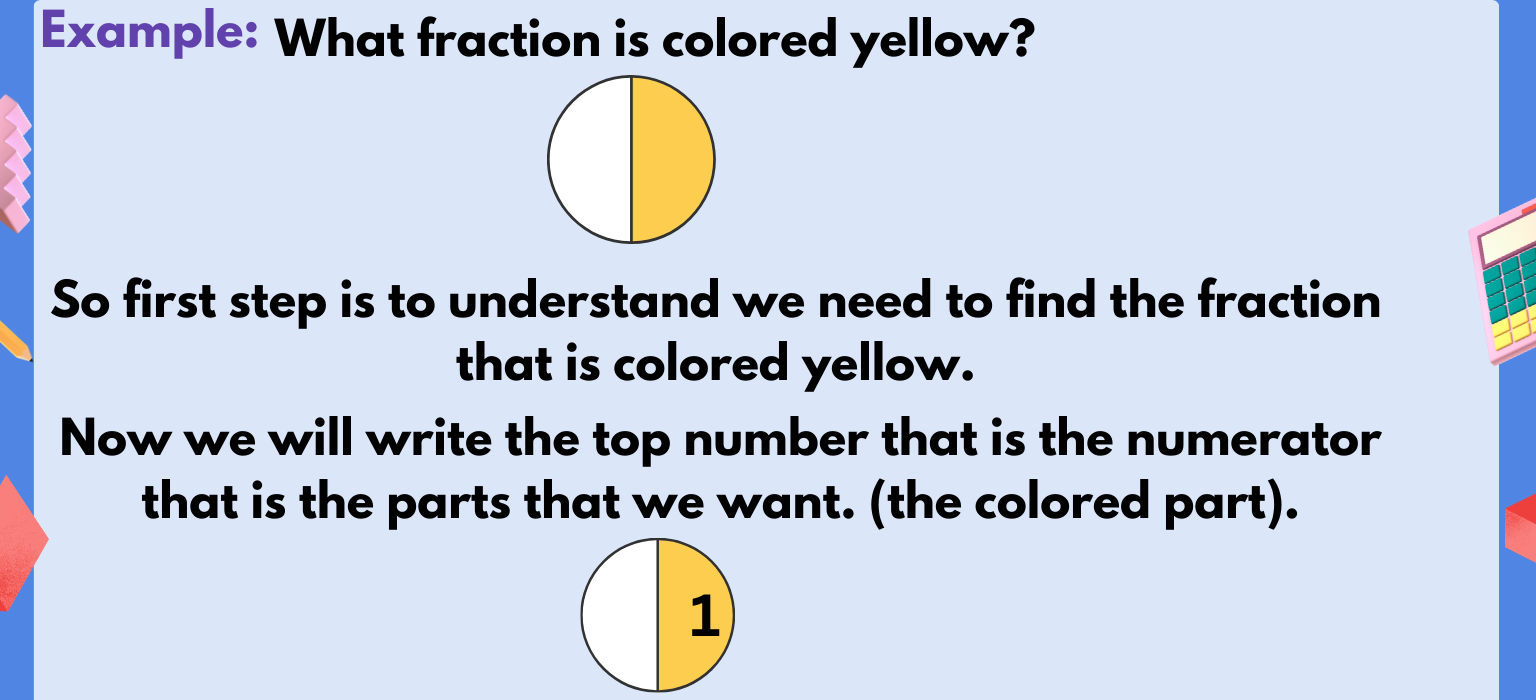 Example: What fraction is colored yellow?
So first step is to understand we need to find the fraction
that is colored yellow.
Now we will write the top number that is the numerator
that is the parts that we want. (the colored part).
1